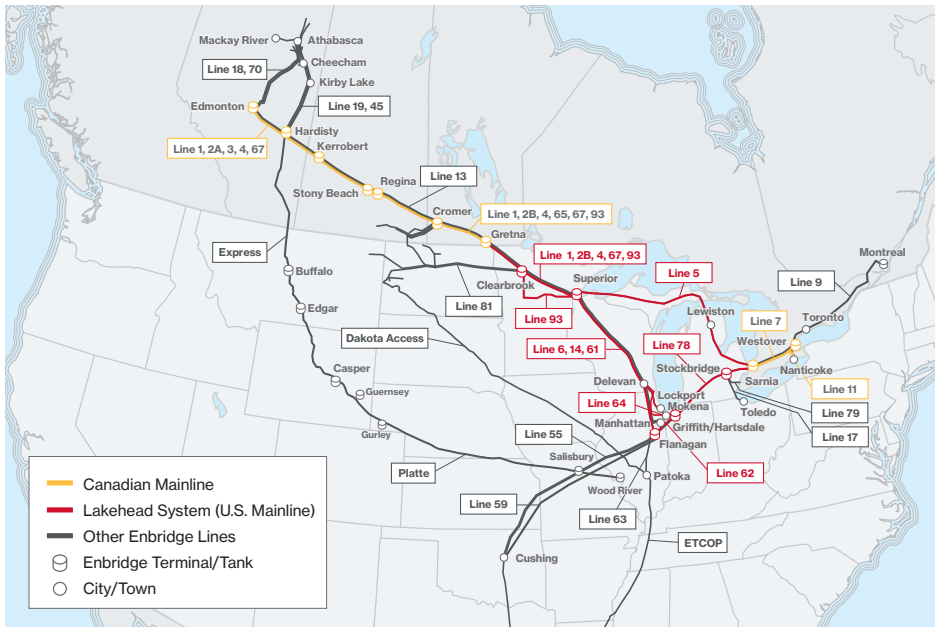 Mackay River
Athabasca
Cheecham
Line 18, 70
Kirby Lake
Edmonton
Line 19, 45
Hardisty
Line 1, 2A, 3, 4, 67
Kerrobert
Line 13
Regina
Stony Beach
Cromer
Line 1, 2B, 4, 65, 67, 93
Gretna
Express
Line 1, 2B, 4, 67, 93
Montreal
Buffalo
Clearbrook
Superior
Line 5
Line 9
Line 81
Edgar
Line 93
Lewiston
Line 7
Toronto
Dakota Access
Westover
Line 6, 14, 61
Line 78
Stockbridge
Nanticoke
Casper
Delevan
Sarnia
Line 11
Guernsey
Lockport
Line 64
Mokena
Toledo
Line 79
Manhattan
Griffith/Hartsdale
Gurley
Line 55
Flanagan
Line 17
Salisbury
Platte
Line 62
Wood River
Patoka
Line 59
Line 63
ETCOP
Cushing
Canadian Mainline
Lakehead System (U.S. Mainline)
Other Enbridge Lines
Enbridge Terminal/Tank
City/Town